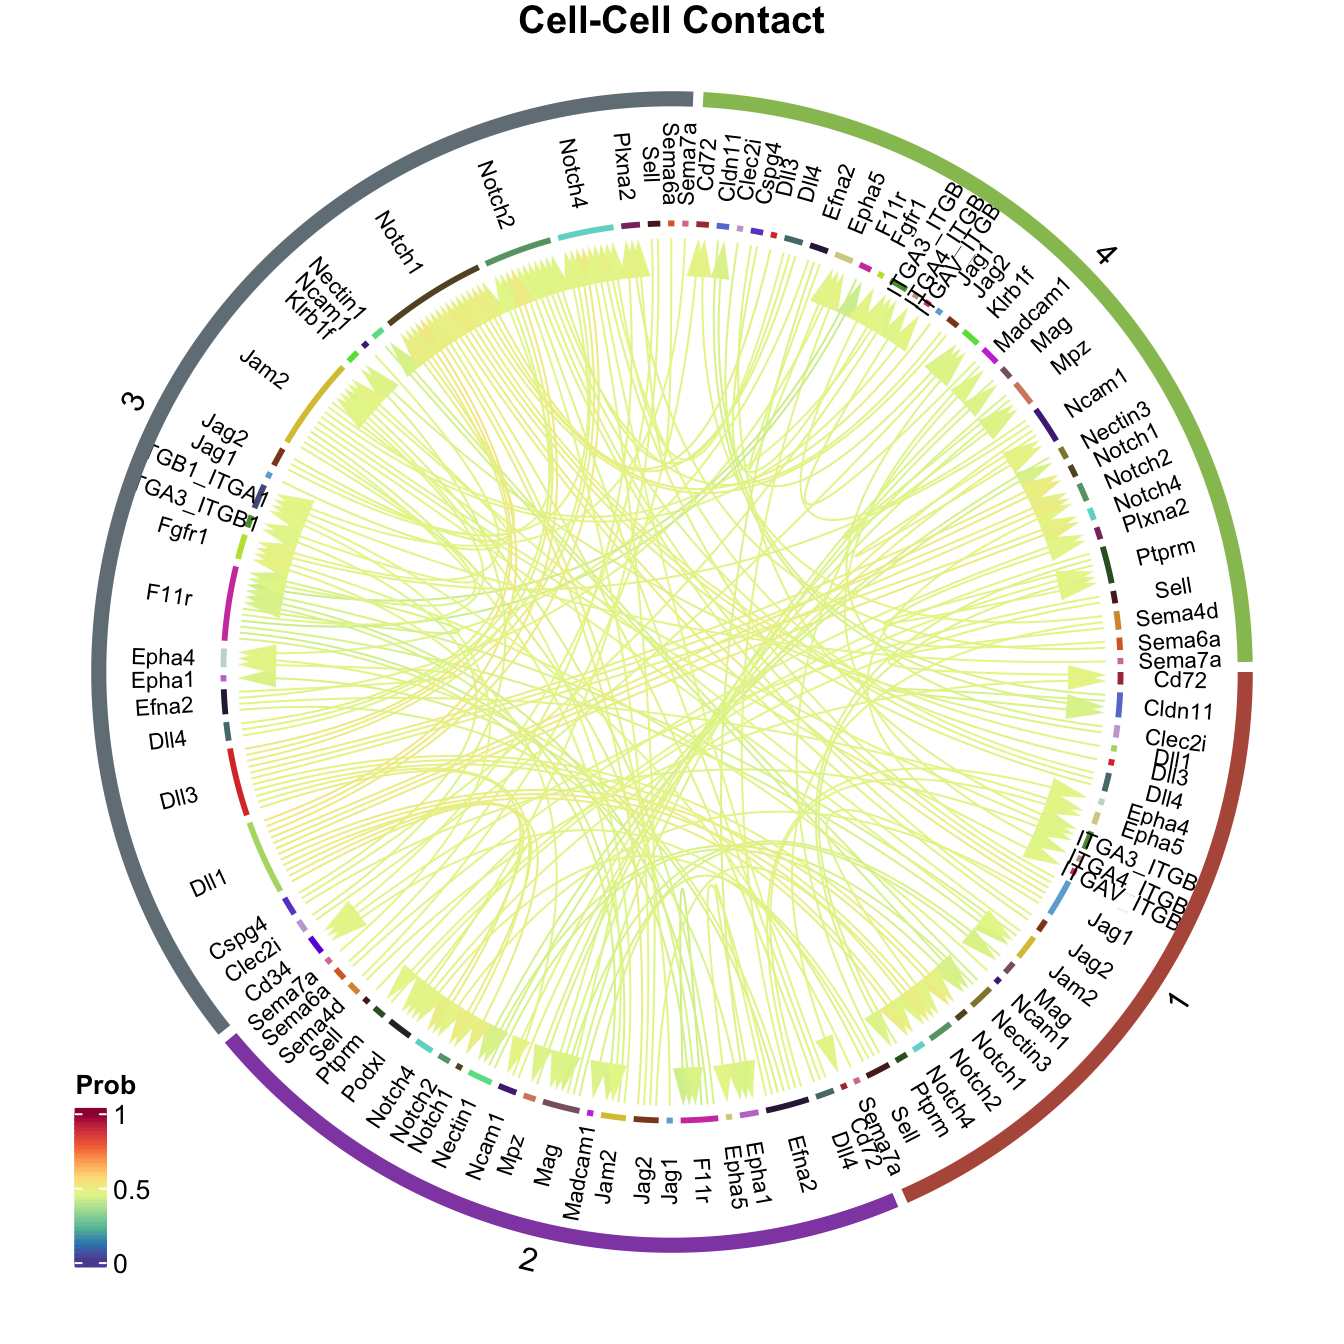 Cell-Cell Contact
4
Cd72
Cldn11
Clec2i
Cspg4
Dll3
Dll4
Efna2
Epha5
F11r
Fgfr1
ITGA3_ITGB
ITGA4_ITGB
ITGAV_ITGB
Jag1
Jag2
Klrb1f
Madcam1
Mag
Mpz
Ncam1
Nectin3
Notch1
Notch2
Notch4
Plxna2
Ptprm
Sell
Sema4d
Sema6a
Sema7a
1
Cd72
Cldn11
Clec2i
Dll1
Dll3
Dll4
Epha4
Epha5
ITGA3_ITGB
ITGA4_ITGB
ITGAV_ITGB
Jag1
Jag2
Jam2
Mag
Ncam1
Nectin3
Notch1
Notch2
Notch4
Ptprm
Sell
Sema7a
2
Cd72
Dll4
Efna2
Epha1
Epha5
F11r
Jag1
Jag2
Jam2
Madcam1
Mag
Mpz
Ncam1
Nectin1
Notch1
Notch2
Notch4
Podxl
Ptprm
Sell
Sema4d
Sema6a
Sema7a
3
Cd34
Clec2i
Cspg4
Dll1
Dll3
Dll4
Efna2
Epha1
Epha4
F11r
Fgfr1
TGA3_ITGB1
TGB1_ITGA1
Jag1
Jag2
Jam2
Klrb1f
Ncam1
Nectin1
Notch1
Notch2
Notch4
Plxna2
Sell
Sema6a
Sema7a
Prob
1
0.5
0